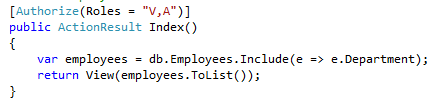 [Authorize(Roles = "V,A")]
public ActionResult Index()
{
    var employees = db.Employees.Include(e => e.Department);
    return View(employees.ToList());
}